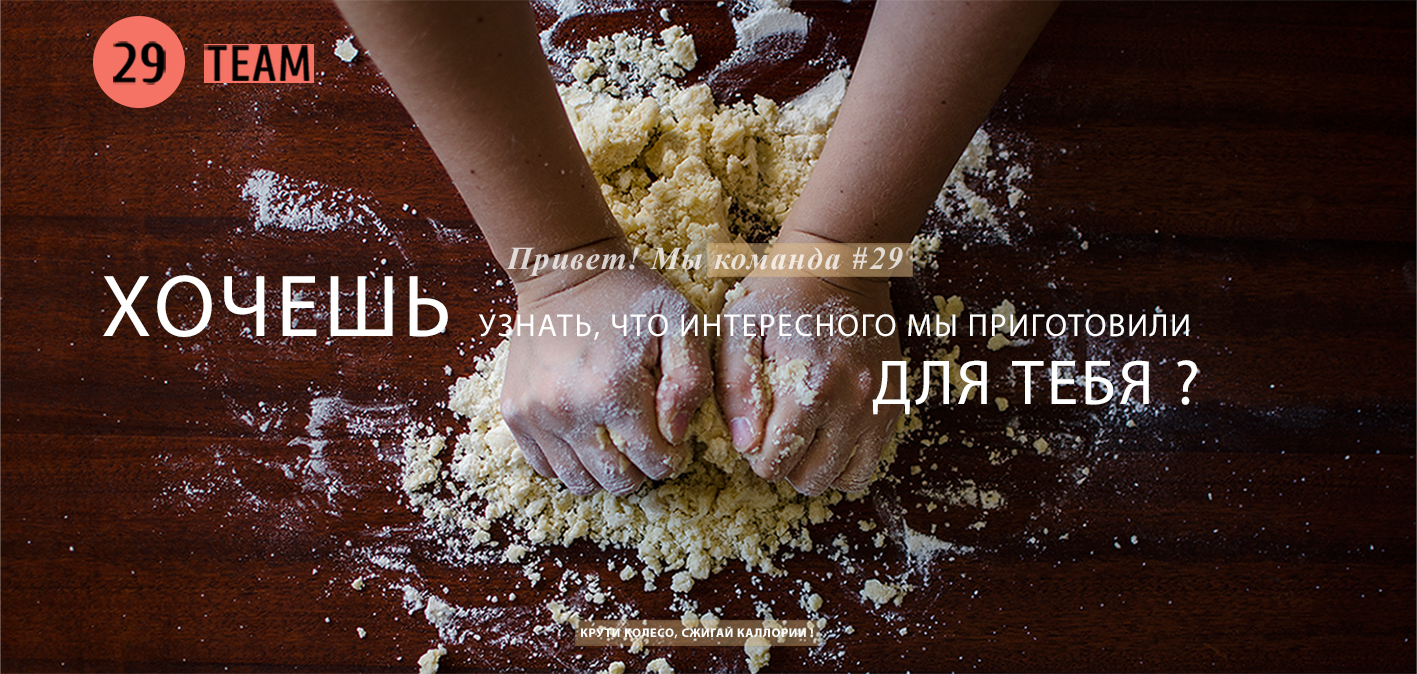 29 TEAM
Привет! Мы команда #29
ХОЧЕШЬ УЗНАТЬ, ЧТО ИНТЕРЕСНОГО МЫ ПРИГОТОВИЛИ
ДЛЯ ТЕБЯ ?
КРУТИ КОЛЕСО, СЖИГАЙ КАЛЛОРИИ !